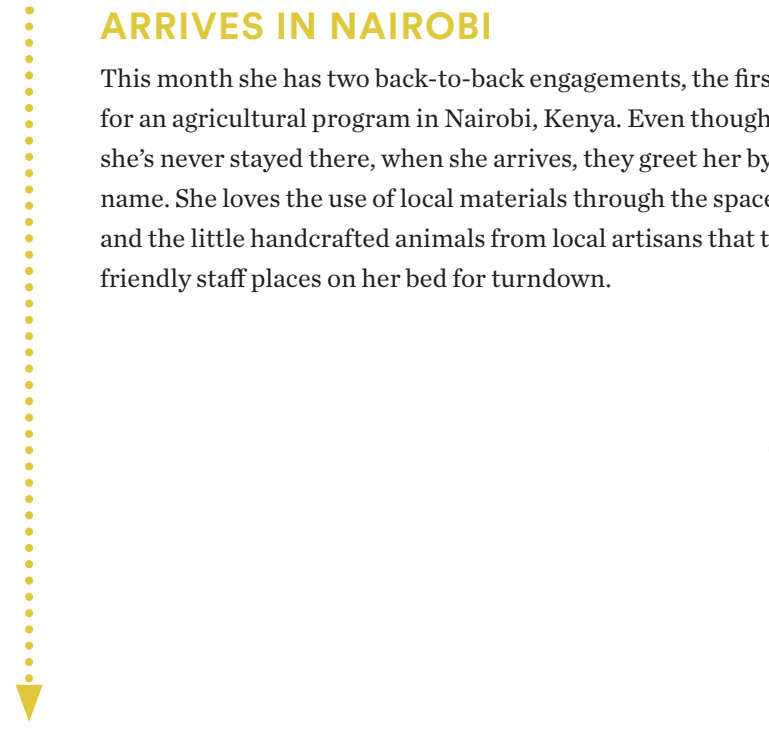 ARRIVES IN NAIROBI
This month she has two back-to-back engagements, the firs
for an agricultural program in Nairobi, Kenya. Even though
she’s never stayed there, when she arrives, they greet her by
name. She loves the use of local materials through the space
and the little handcrafted animals from local artisans that t
friendly staff places on her bed for turndown.